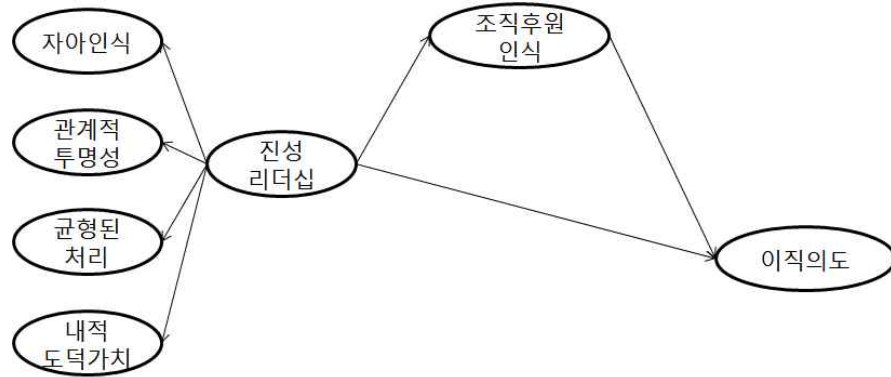 자아인식
관계적
투명성
균형된
처리
내적
도덕가치
진성
리더십
조직후원
인식
이직의도